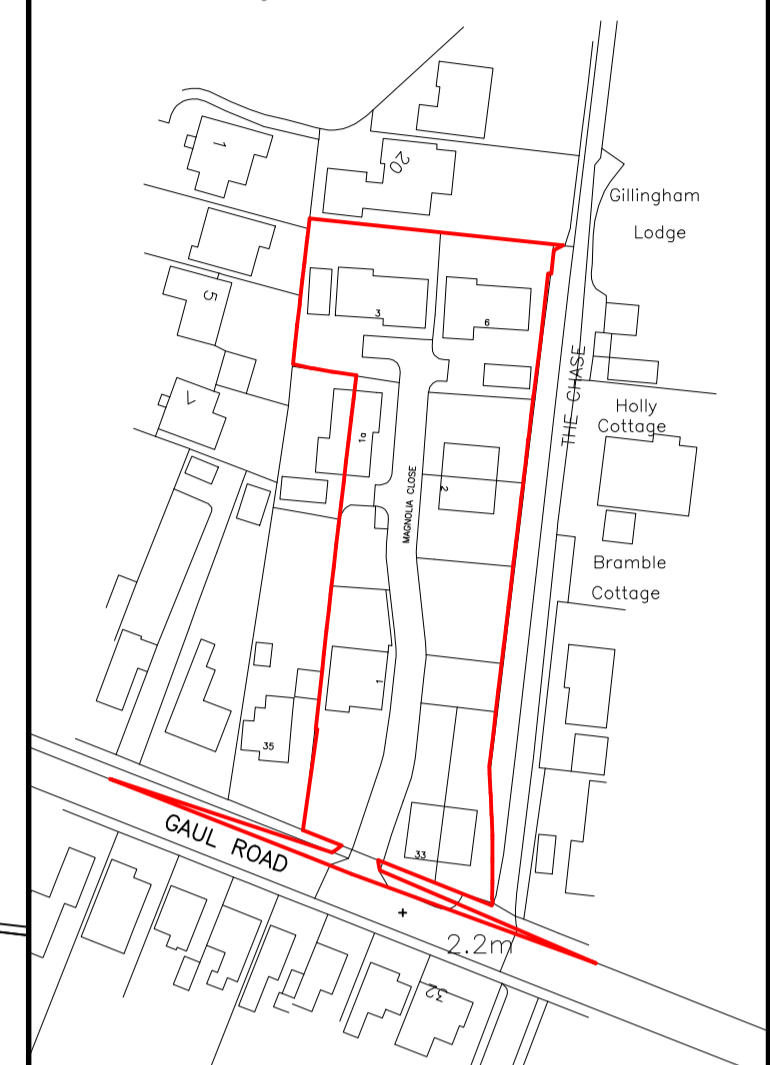 1
20
Gillingham
Lodge
5
3
6
THE CHASE
7
Holly
Cottage
1a
2
MAGNOLIA CLOSE
Bramble
Cottage
1
35
GAUL ROAD
33
2.2m
32